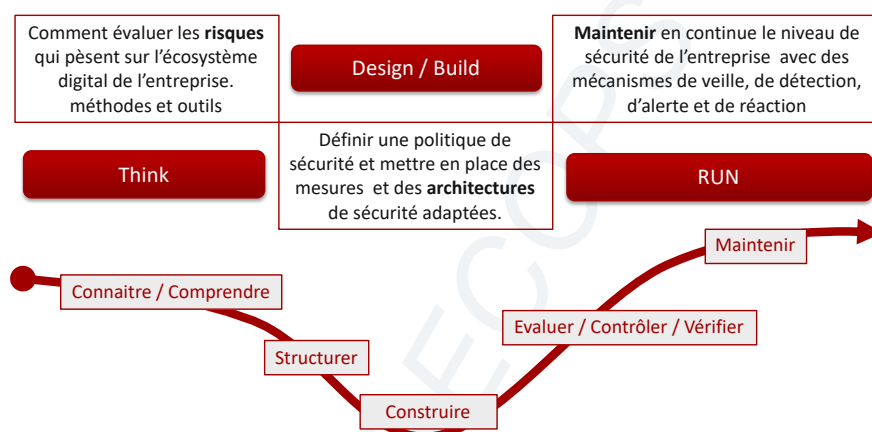 Comment évaluer les risques
qui pèsent sur l'écosystème
digital de l'entreprise.
méthodes et outils
Think
Design / Build
Définir une politique de
sécurité et mettre en place des
mesures et des architectures
de sécurité adaptées.
Maintenir en continue le niveau de
sécurité de l'entreprise avec des
mécanismes de veille, de détection,
d'alerte et de réaction
RUN
Connaitre / Comprendre
Structurer
Construire
Evaluer / Contrôler / Vérifier
Maintenir
ECOPS